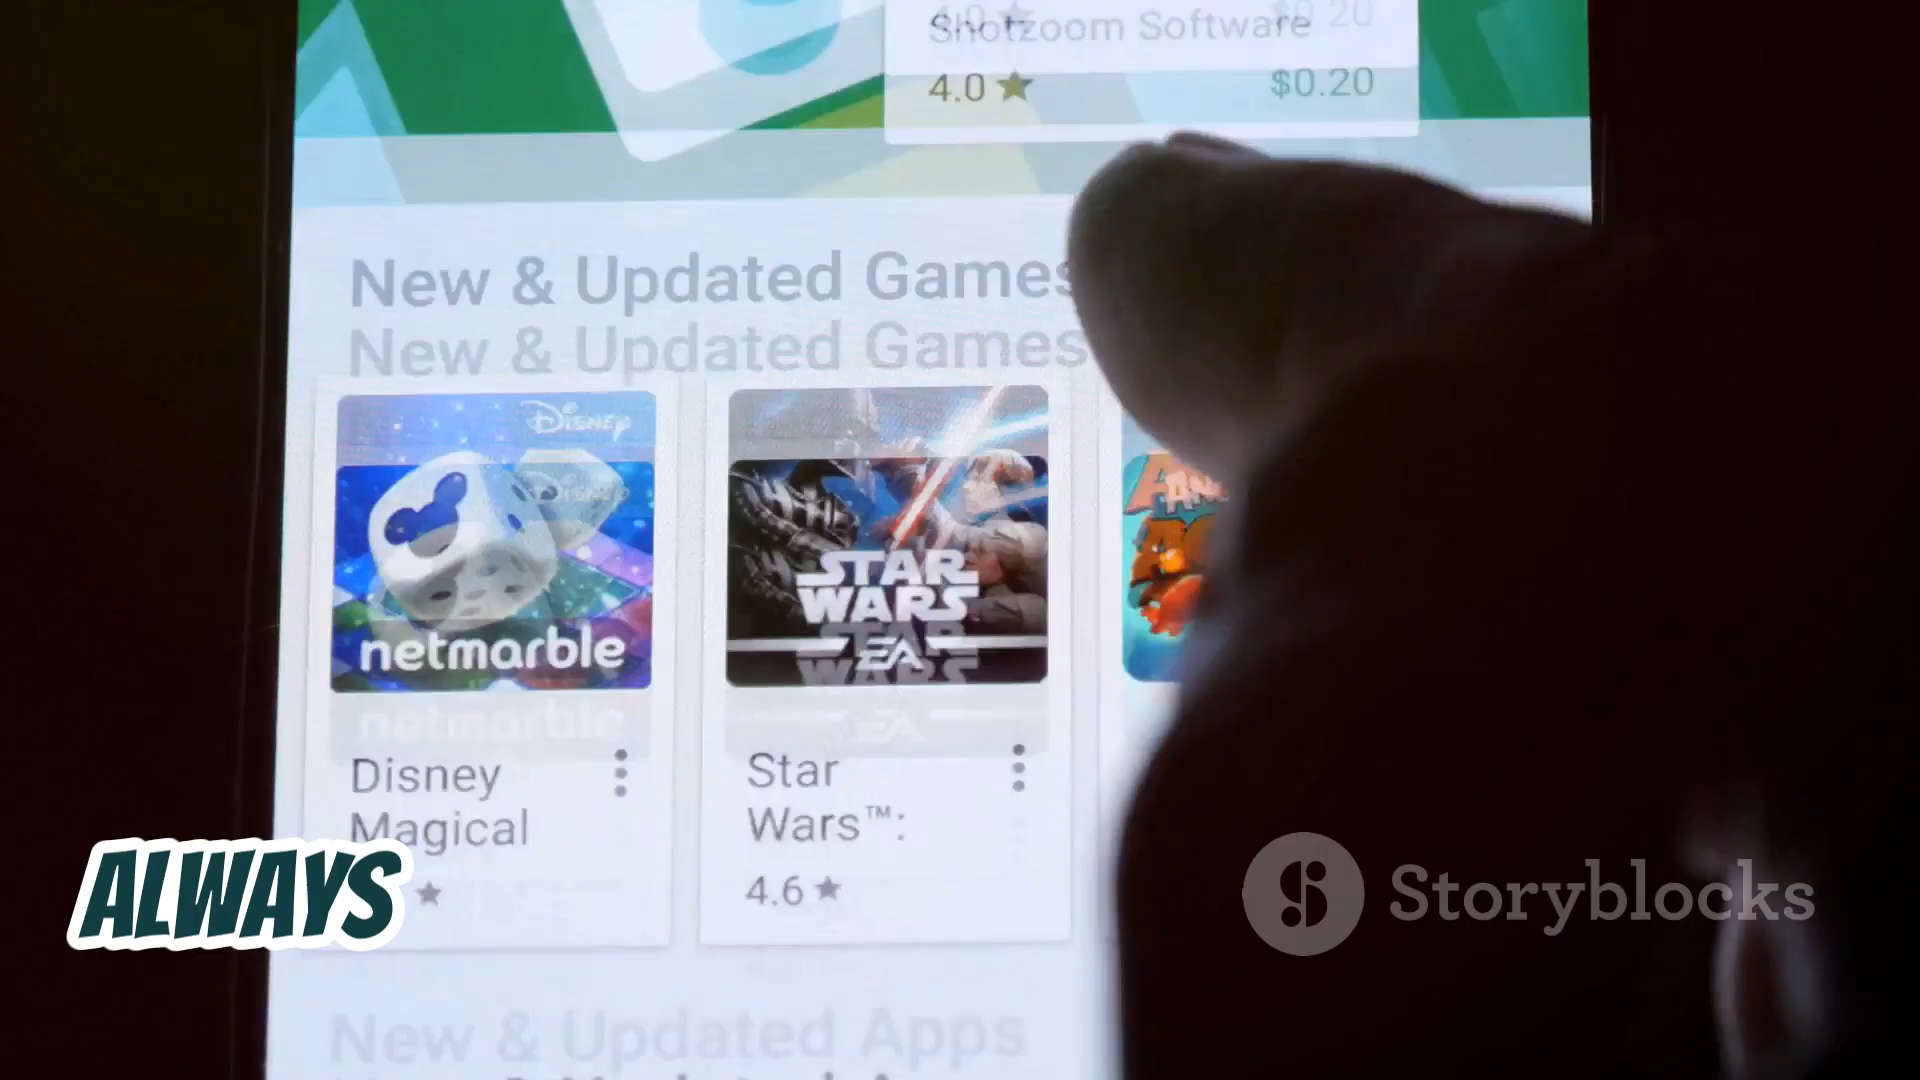 Shotzoom Software
4.0 ★ $0.20
New & Updated Games
New & Updated Games
Disney
netmarble
STAR
WARS
EA
Disney
Magical
★
Star
Wars™:
4.6 ★
ALWAYS
Storyblocks
New & Updated Apps